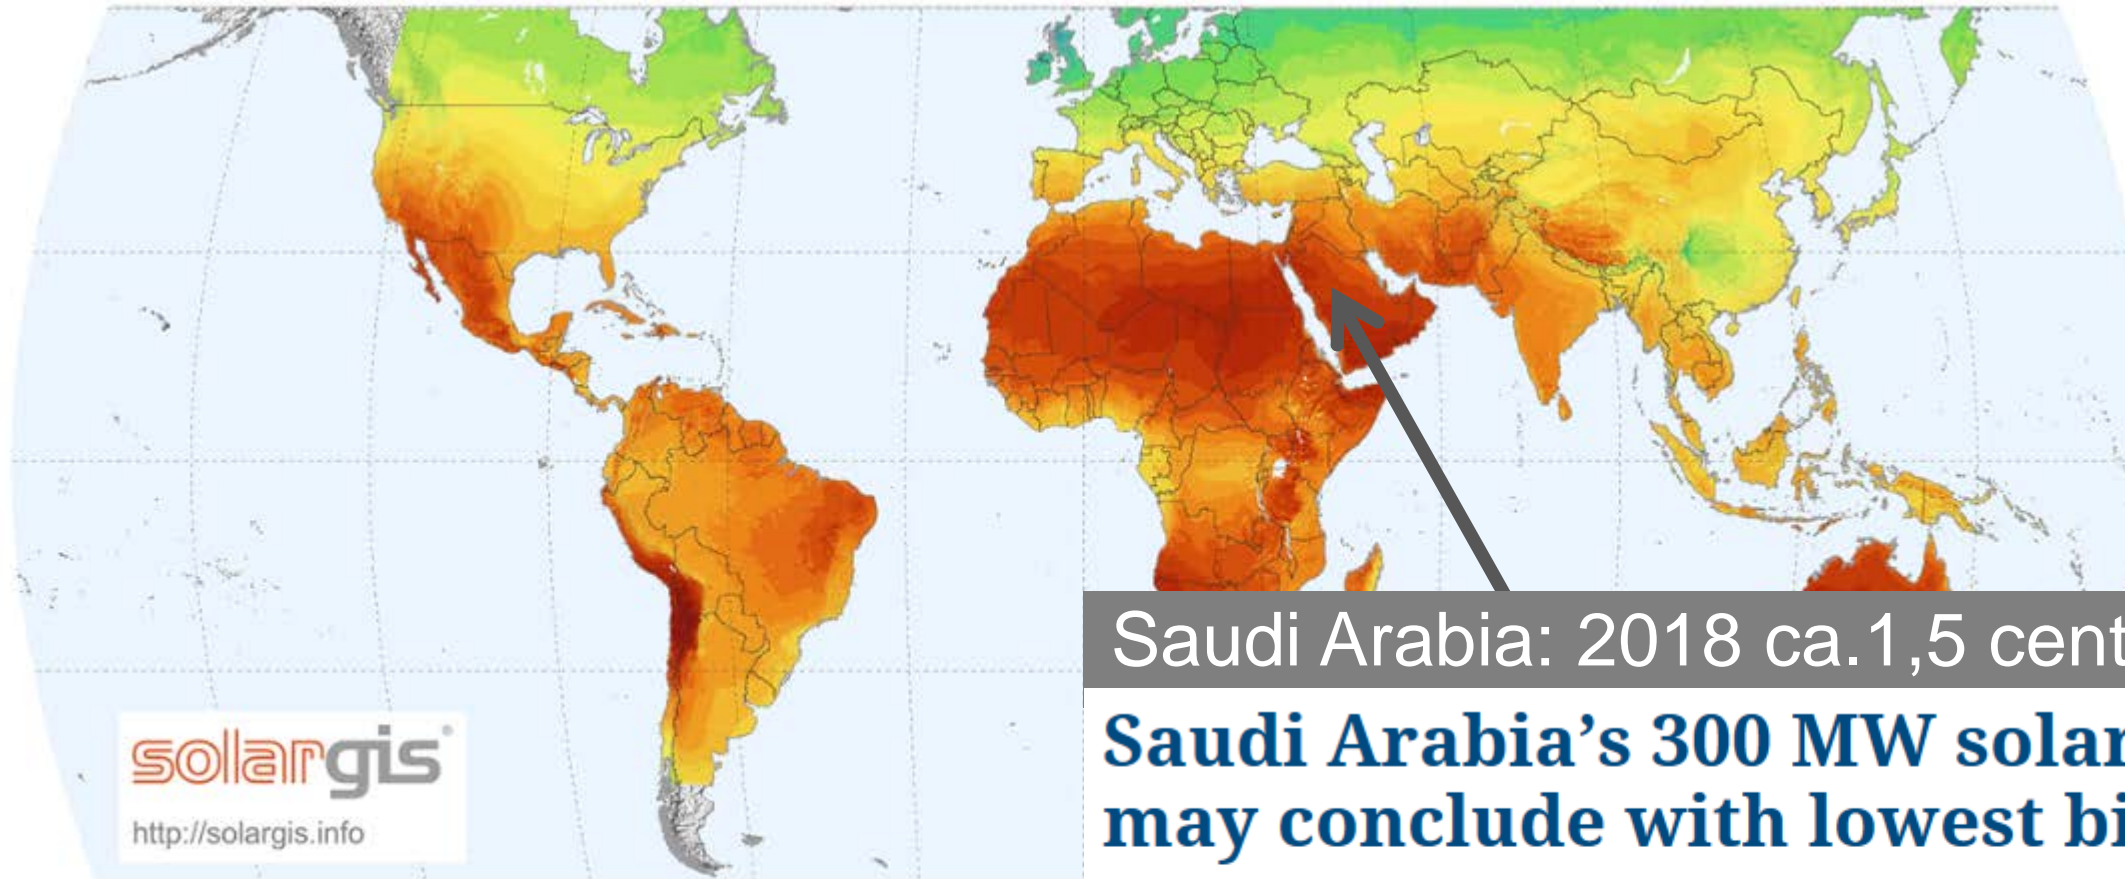 Saudi Arabia: 2018 ca.1,5 cent
Saudi Arabia’s 300 MW solar
may conclude with lowest bi
solargis
http://solargis.info